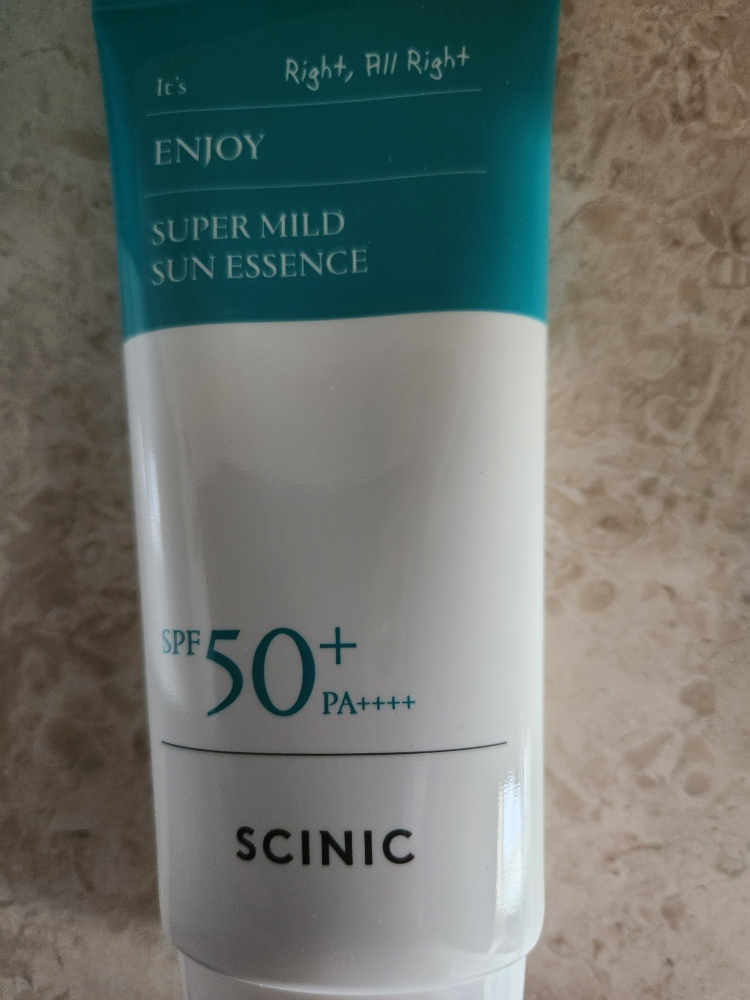 It's Right, All Right
ENJOY
SUPER MILD
SUN ESSENCE
SPF 50+
PA++++
SCINIC